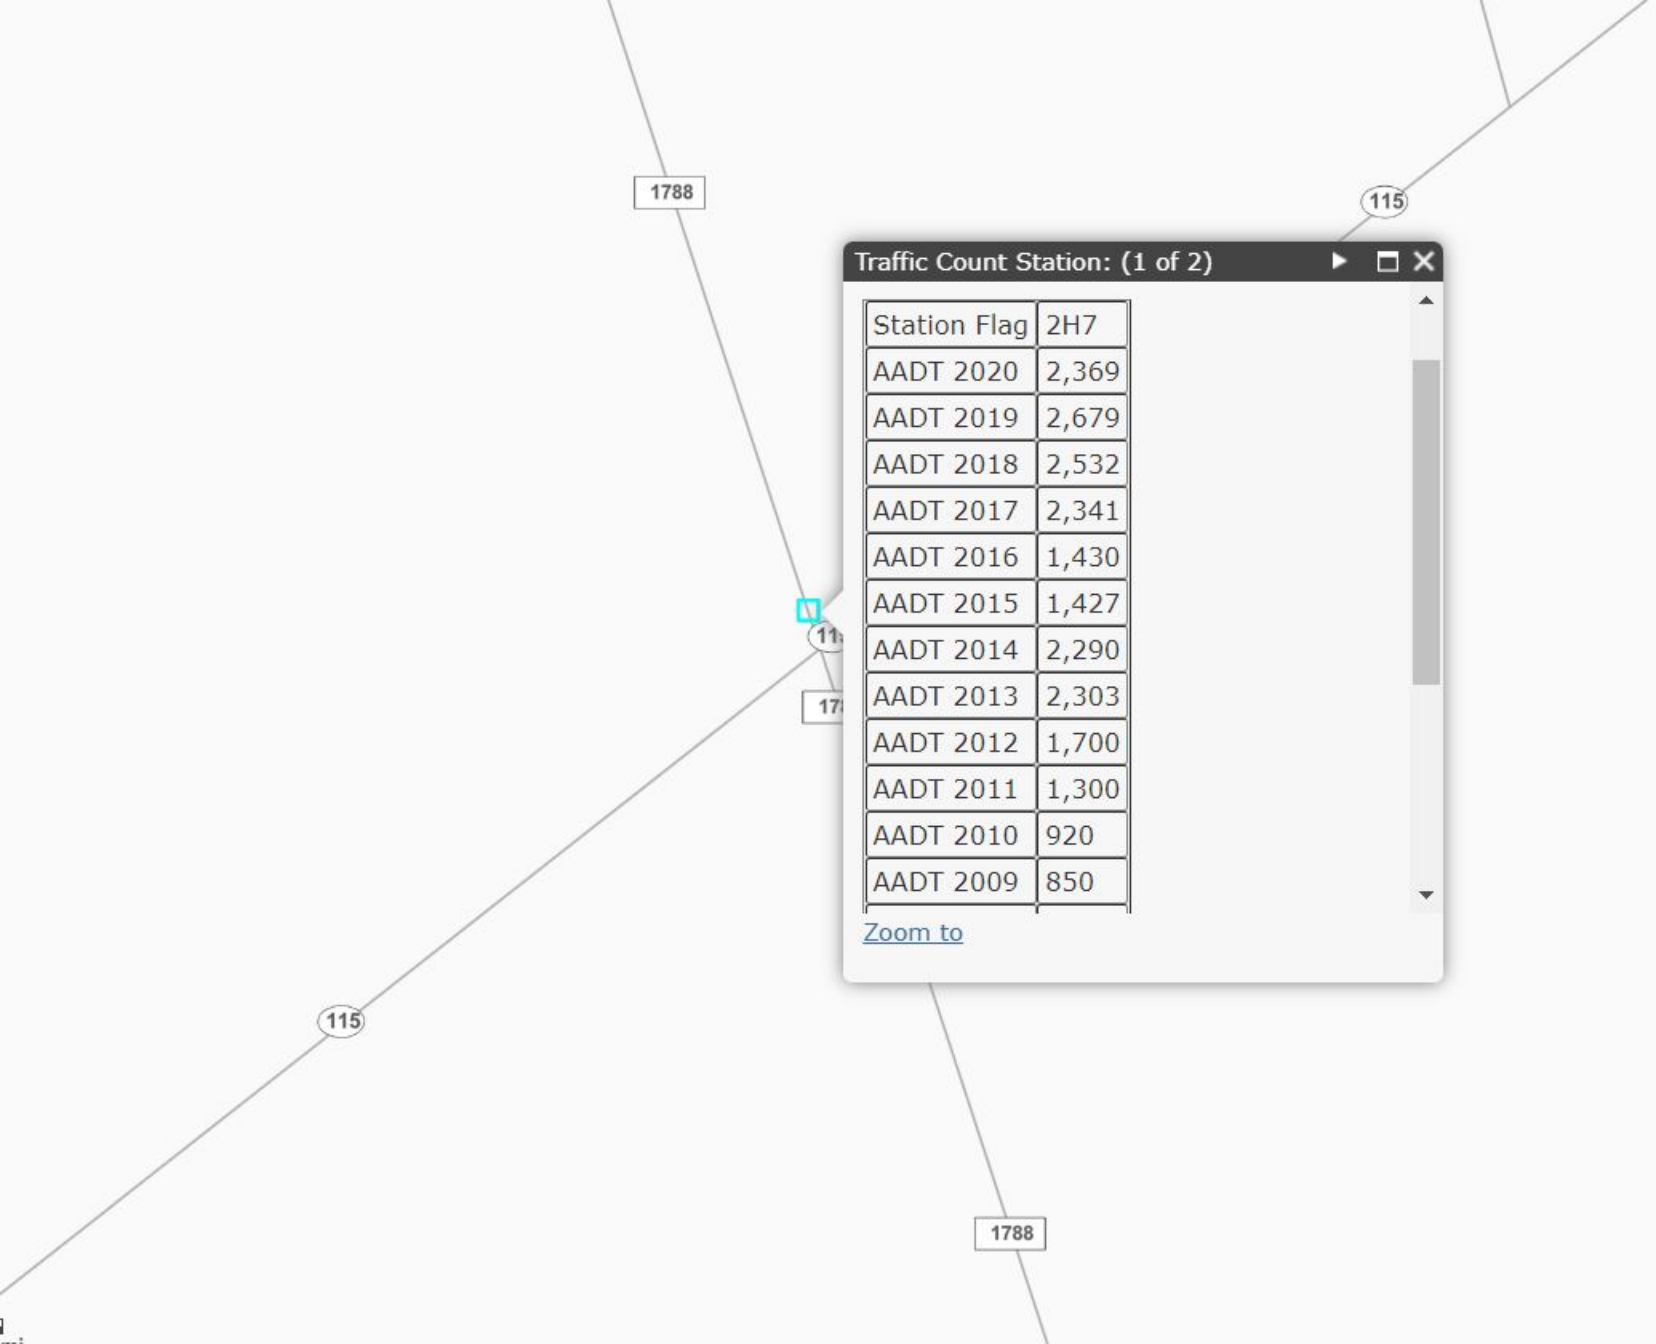 1788
115
Traffic Count Station: (1 of 2)
Station Flag 2H7
AADT 2020 2,369
AADT 2019 2,679
AADT 2018 2,532
AADT 2017 2,341
AADT 2016 1,430
AADT 2015 1,427
AADT 2014 2,290
AADT 2013 2,303
AADT 2012 1,700
AADT 2011 1,300
AADT 2010 920
AADT 2009 850
Zoom to
115
1788